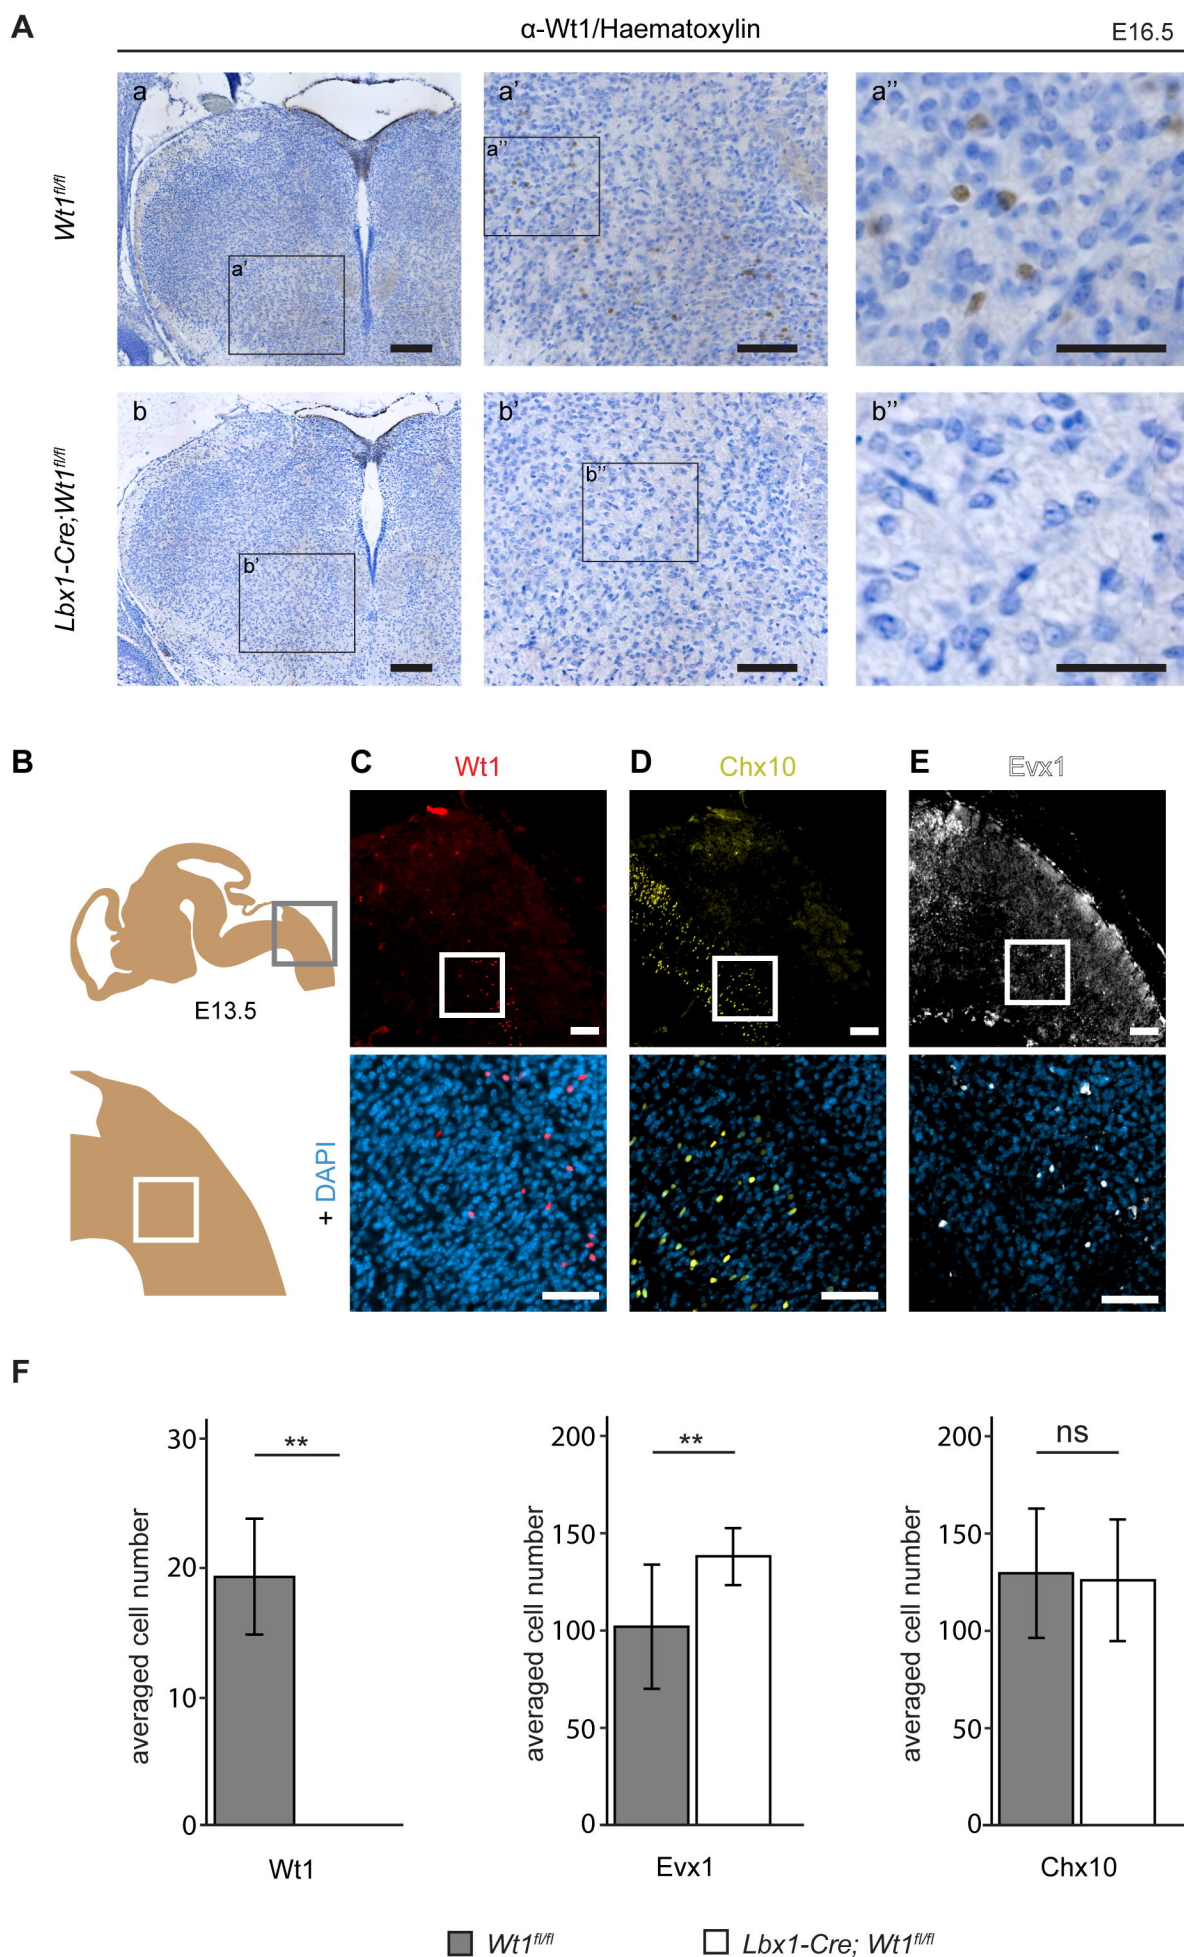 A
α-Wt1/Haematoxylin
E16.5
Wt1fl/fl
a
a'
a'
a''
a''
Lbx1-Cre;Wt1fl/fl
b
b'
b'
b''
b''
B
C
Wt1
D
Chx10
E
Evx1
E13.5
+ DAPI
F
averaged cell number
30
20
10
0
**
Wt1
averaged cell number
200
150
100
50
0
**
Evx1
averaged cell number
200
150
100
50
0
ns
Chx10
Wt1fl/fl
Lbx1-Cre; Wt1fl/fl